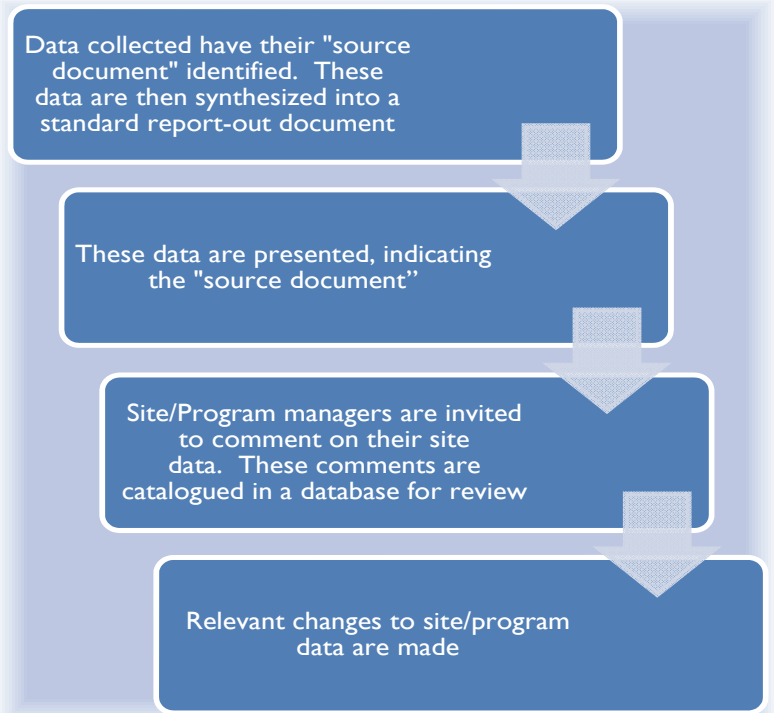 Data collected have their "source
document" identified.  These
data are then synthesized into a
standard report-out document
These data are presented, indicating
the "source document”
Site/Program managers are invited
to comment on their site
data.  These comments are
catalogued in a database for review
Relevant changes to site/program
data are made